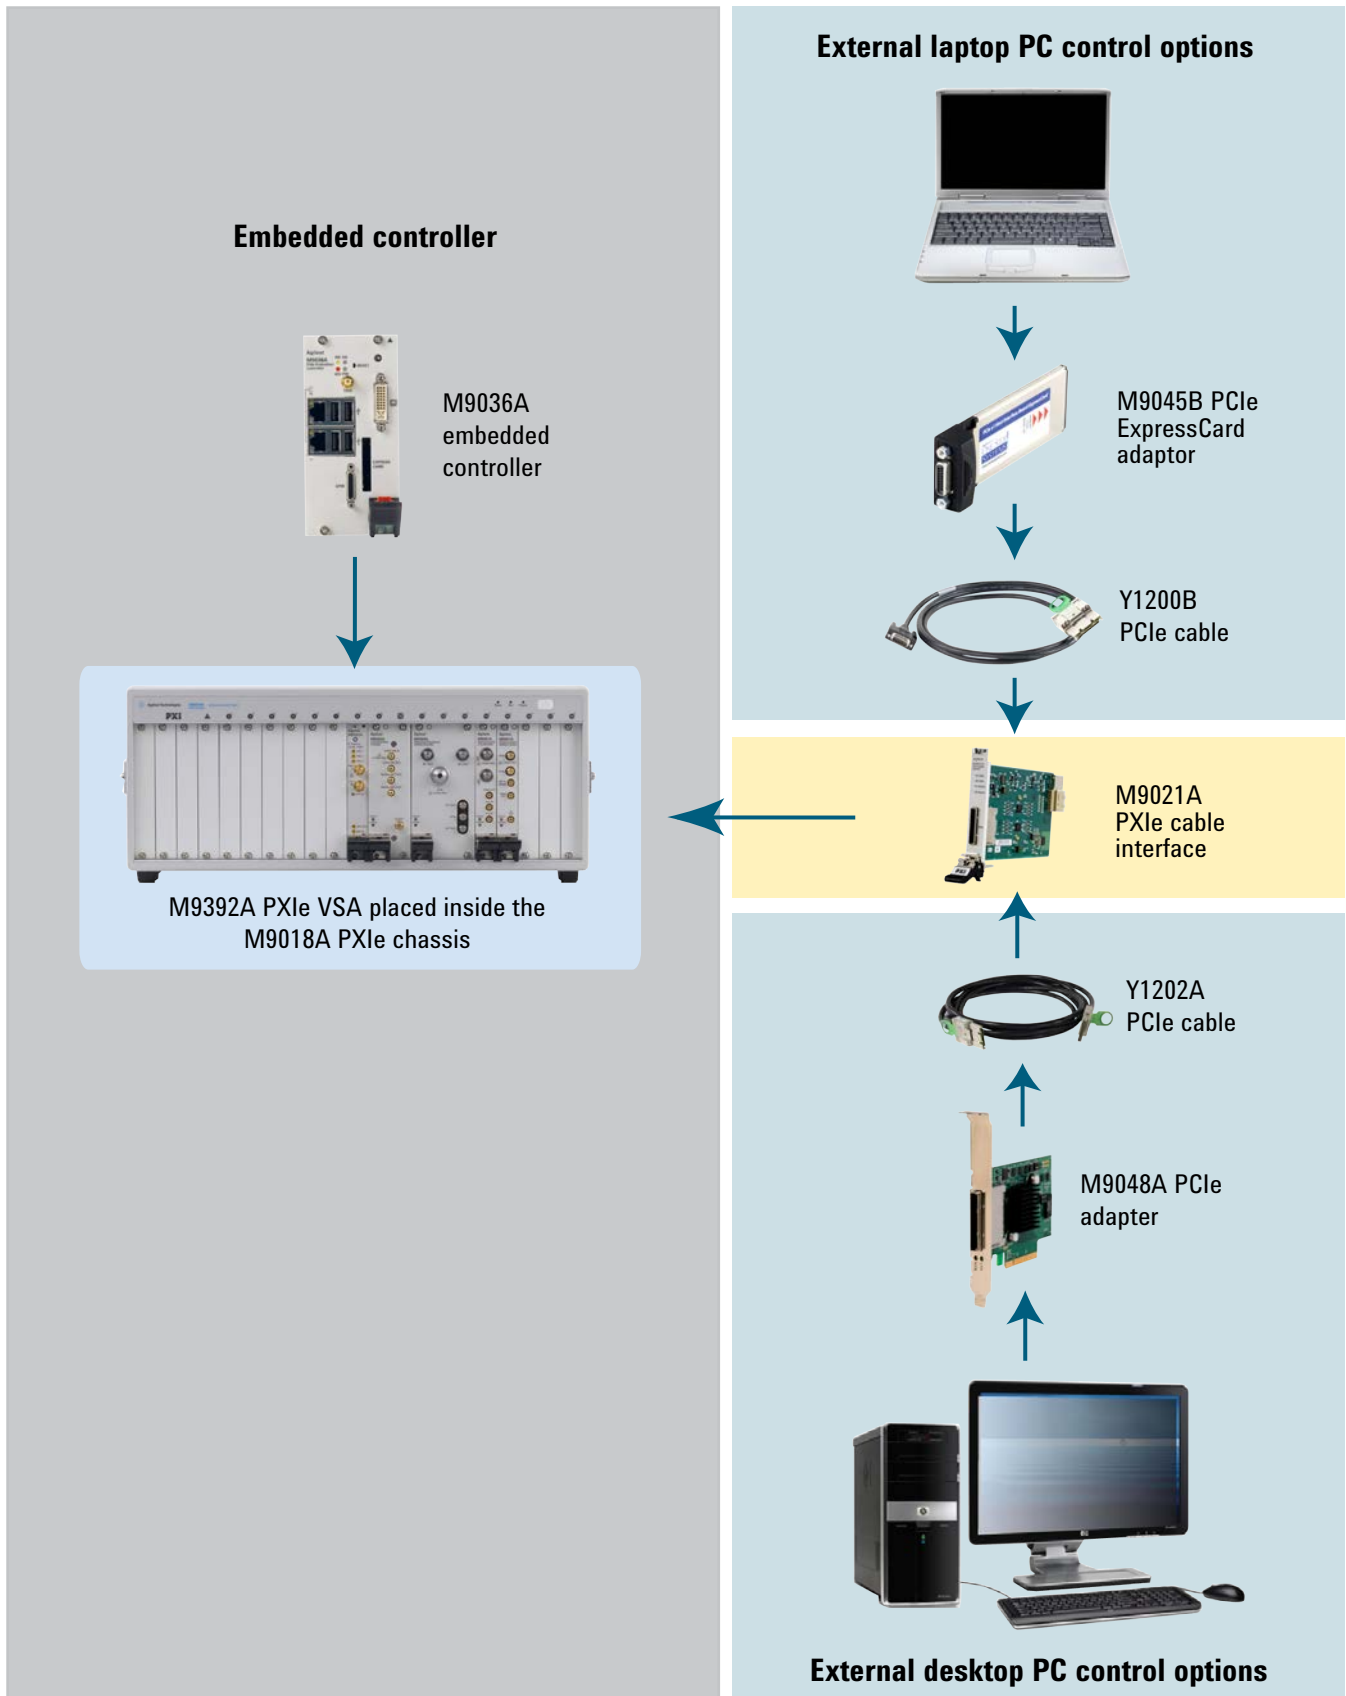 External laptop PC control options
Embedded controller
M9036A
embedded
controller
M9045B PCIe
ExpressCard
adaptor
Y1200B
PCIe cable
M9021A
PXIe cable
interface
PXI
M9392A PXIe VSA placed inside the
M9018A PXIe chassis
Y1202A
PCIe cable
M9048A PCIe
adapter
External desktop PC control options